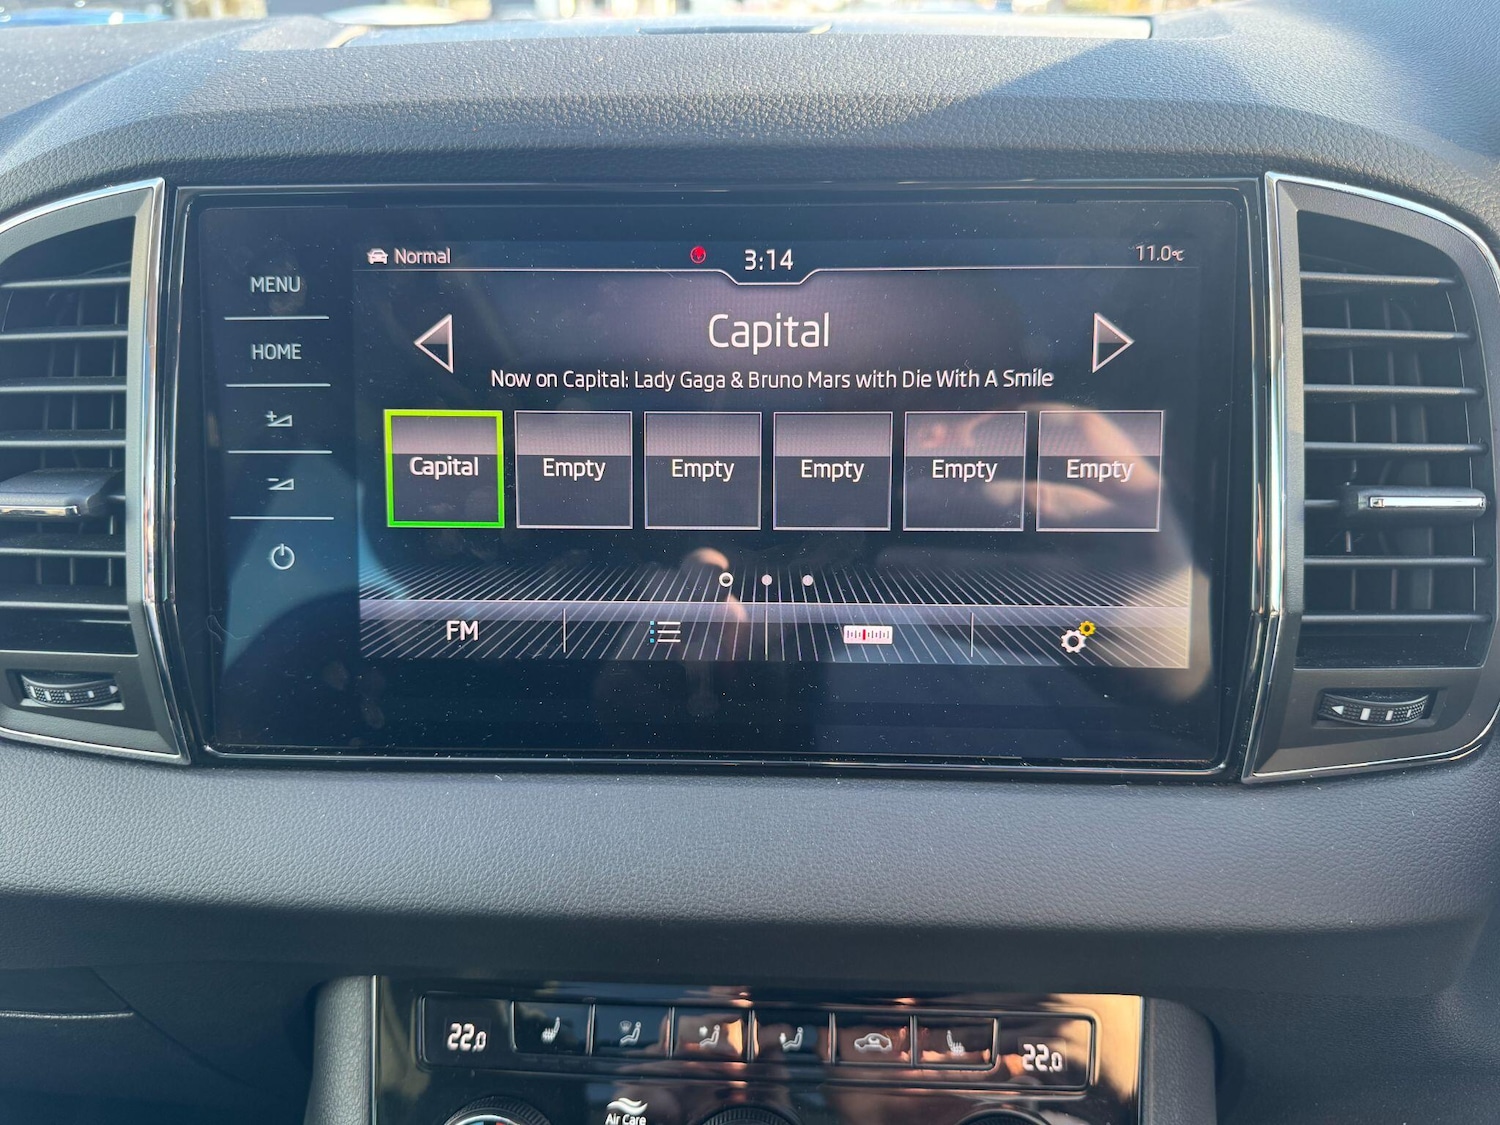 Normal
3:14
11.0°C
MENU
HOME
Capital
Now on Capital: Lady Gaga & Bruno Mars with Die With A Smile
Capital
Empty
Empty
Empty
Empty
Empty
FM
22.0
22.0
Air Care